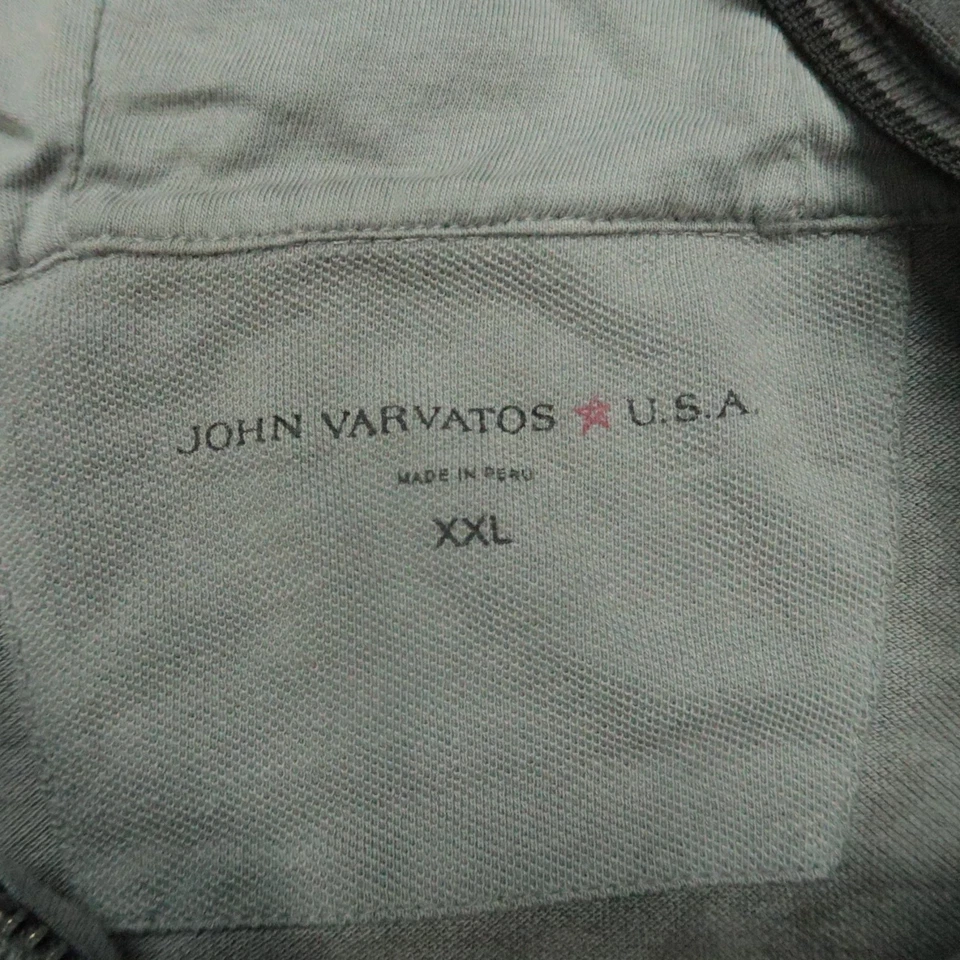 JOHN VARVATOS ★ U.S.A.
MADE IN PERU
XXL